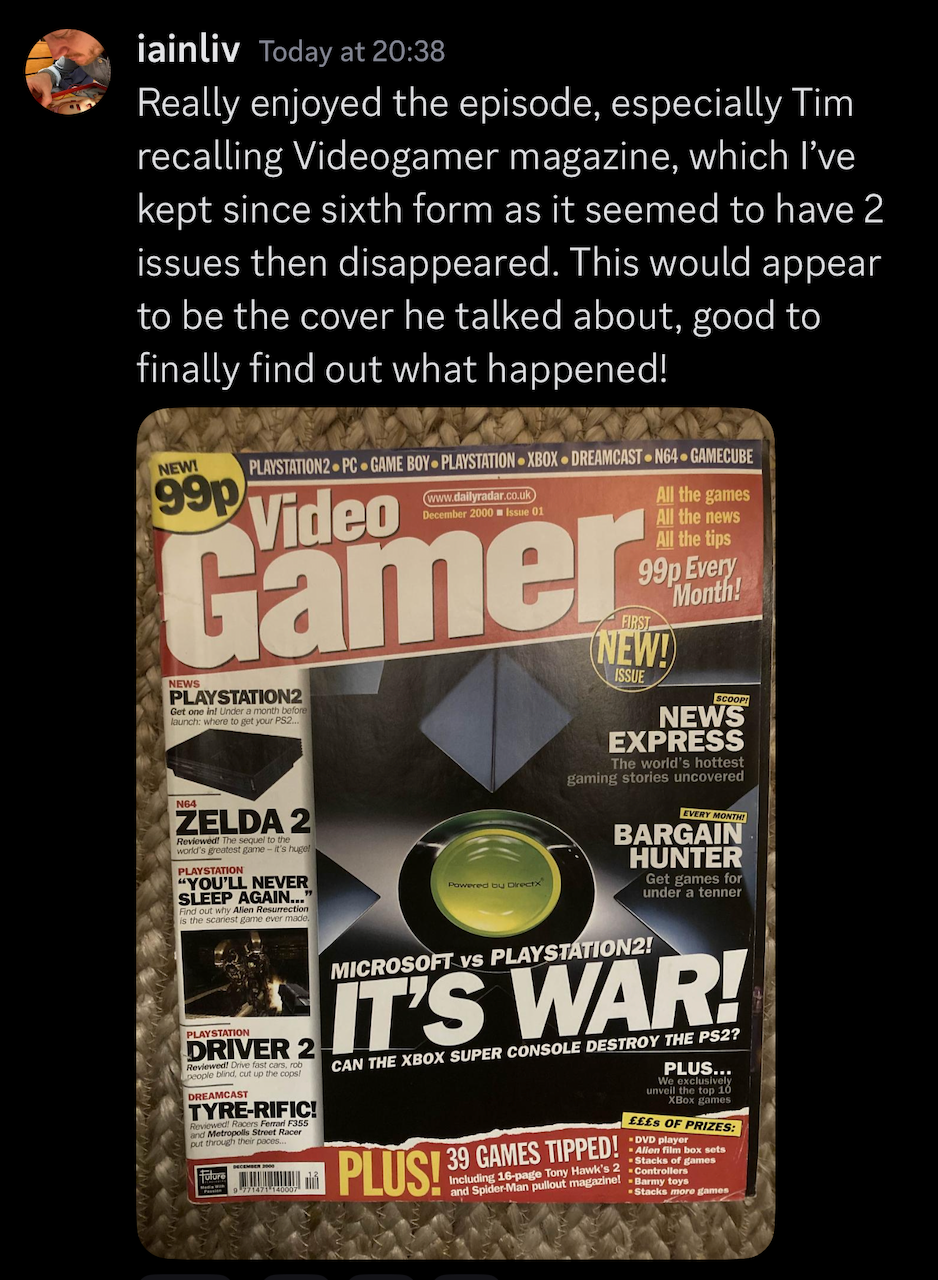 iainliv Today at 20:38
Really enjoyed the episode, especially Tim
recalling Videogamer magazine, which I’ve
kept since sixth form as it seemed to have 2
issues then disappeared. This would appear
to be the cover he talked about, good to
finally find out what happened!
NEW!
99p
PLAYSTATION2 • PC • GAME BOY • PLAYSTATION • XBOX • DREAMCAST • N64 • GAMECUBE
www.dailyradar.co.uk
December 2000 ■ Issue 01
Video
Gamer
All the games
All the news
All the tips
99p Every
Month!
FIRST
NEW!
ISSUE
NEWS
PLAYSTATION2
Get one in! Under a month before
launch: where to get your PS2...
N64
ZELDA 2
Reviewed! The sequel to the
world's greatest game – it's huge!
PLAYSTATION
“YOU’LL NEVER
SLEEP AGAIN...”
Find out why Alien Resurrection
is the scariest game ever made.
PLAYSTATION
DRIVER 2
Reviewed! Drive fast cars, rob
people blind, cut up the cops!
DREAMCAST
TYRE-RIFIC!
Reviewed! Racers Ferrari F355
and Metropolis Street Racer
put through their paces...
SCOOP!
NEWS
EXPRESS
The world's hottest
gaming stories uncovered
EVERY MONTH!
BARGAIN
HUNTER
Get games for
under a tenner
Powered by DirectX
MICROSOFT vs PLAYSTATION2!
IT'S WAR!
CAN THE XBOX SUPER CONSOLE DESTROY THE PS2?
PLUS...
We exclusively
unveil the top 10
XBox games
Future
Media With
Passion
DECEMBER 2000
12
9 771471 140007
PLUS!
39 GAMES TIPPED!
Including 16-page Tony Hawk's 2
and Spider-Man pullout magazine!
£££s OF PRIZES:
▪ DVD player
▪ Alien film box sets
▪ Stacks of games
▪ Controllers
▪ Barmy toys
▪ Stacks more games